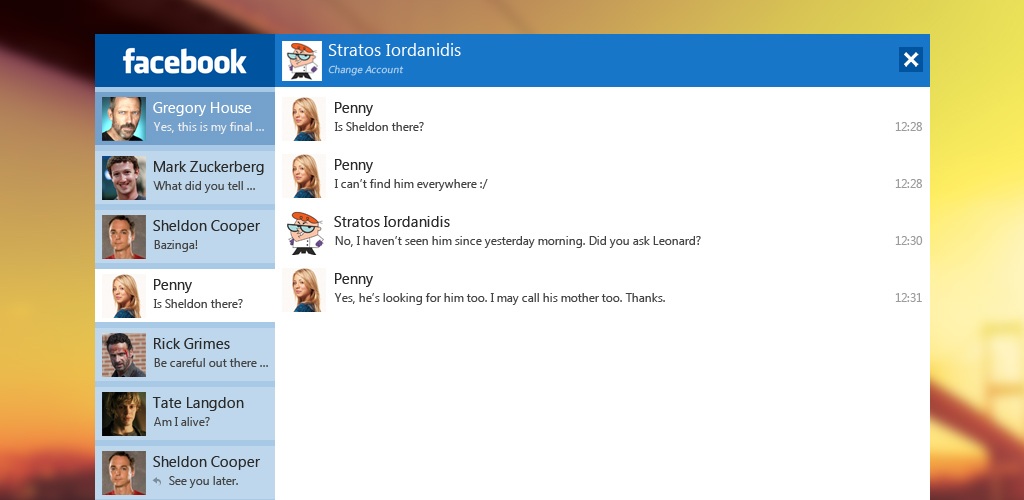 facebook
Stratos Iordanidis
Change Account
Gregory House
Yes, this is my final ...
Mark Zuckerberg
What did you tell ...
Sheldon Cooper
Bazinga!
Penny
Is Sheldon there?
Rick Grimes
Be careful out there ...
Tate Langdon
Am I alive?
Sheldon Cooper
See you later.
Penny
Is Sheldon there? 12:28
Penny
I can't find him everywhere :/ 12:28
Stratos Iordanidis
No, I haven't seen him since yesterday morning. Did you ask Leonard? 12:30
Penny
Yes, he's looking for him too. I may call his mother too. Thanks. 12:31